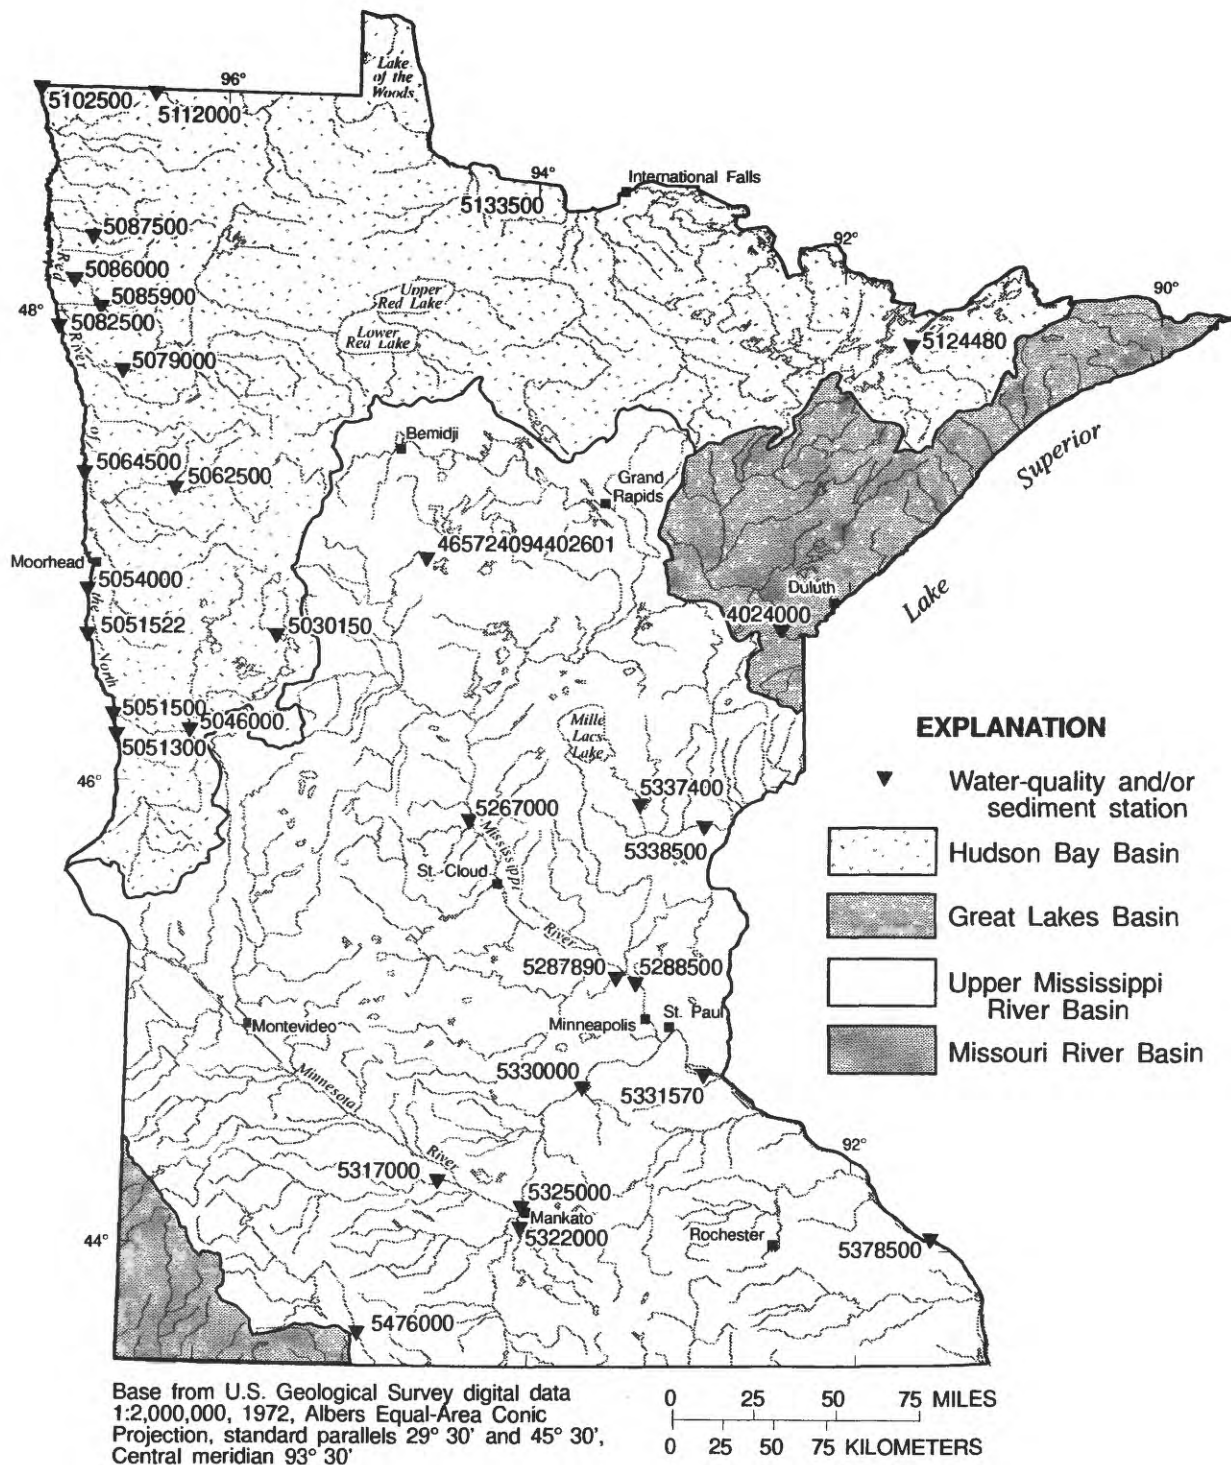 Lake
of the
Woods
96°
5102500
5112000
94°
International Falls
5133500
5087500
92°
Red
5086000
90°
5085900
Upper
Red Lake
48°
5082500
Lower
Red Lake
River
5124480
5079000
of
Bemidji
Superior
5064500
5062500
Grand
Rapids
465724094402601
Moorhead
5054000
the
Duluth
Lake
4024000
5051522
5030150
North
5051500
5046000
5051300
Mille
Lacs
Lake
EXPLANATION
46°
5337400
Water-quality and/or
sediment station
5267000
Mississippi
5338500
Hudson Bay Basin
St. Cloud
Great Lakes Basin
River
5287890
5288500
Upper Mississippi
River Basin
Montevideo
Minneapolis
St. Paul
Missouri River Basin
Minnesota
5330000
5331570
92°
River
5317000
5325000
Mankato
5322000
Rochester
44°
5378500
5476000
Base from U.S. Geological Survey digital data
1:2,000,000, 1972, Albers Equal-Area Conic
Projection, standard parallels 29° 30' and 45° 30',
Central meridian 93° 30'
0 25 50 75 MILES
0 25 50 75 KILOMETERS